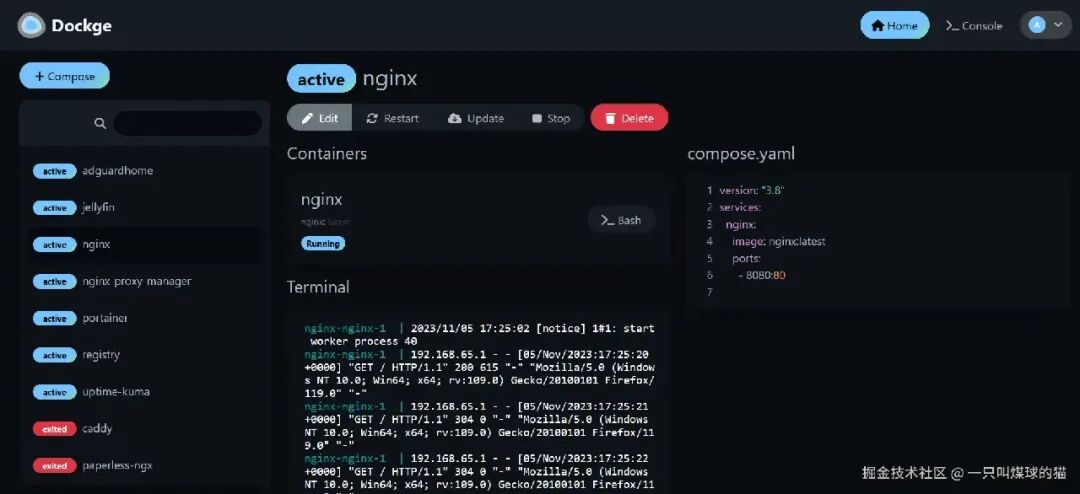 Dockge
Home
Console
A
+ Compose
active adguardhome
active jellyfin
active nginx
active nginx-proxy-manager
active portainer
active registry
active uptime-kuma
exited caddy
exited paperless-ngx
active nginx
Edit
Restart
Update
Stop
Delete
Containers
nginx
nginx: latest
Running
Bash
Terminal
nginx-nginx-1 | 2023/11/05 17:25:02 [notice] 1#1: start
worker process 40
nginx-nginx-1 | 192.168.65.1 - - [05/Nov/2023:17:25:20
+0000] "GET / HTTP/1.1" 200 615 "-" "Mozilla/5.0 (Window
s NT 10.0; Win64; x64; rv:109.0) Gecko/20100101 Firefox/
119.0" "-"
nginx-nginx-1 | 192.168.65.1 - - [05/Nov/2023:17:25:21
+0000] "GET / HTTP/1.1" 304 0 "-" "Mozilla/5.0 (Windows
NT 10.0; Win64; x64; rv:109.0) Gecko/20100101 Firefox/11
9.0" "-"
nginx-nginx-1 | 192.168.65.1 - - [05/Nov/2023:17:25:22
+0000] "GET / HTTP/1.1" 304 0 "-" "Mozilla/5.0 (Windows
NT 10.0; Win64; x64; rv:109.0) Gecko/20100101 Firefox/11
compose.yaml
1 version: "3.8"
2 services:
3 nginx:
4 image: nginx:latest
5 ports:
6 - 8080:80
7
掘金技术社区 @ 一只叫煤球的猫